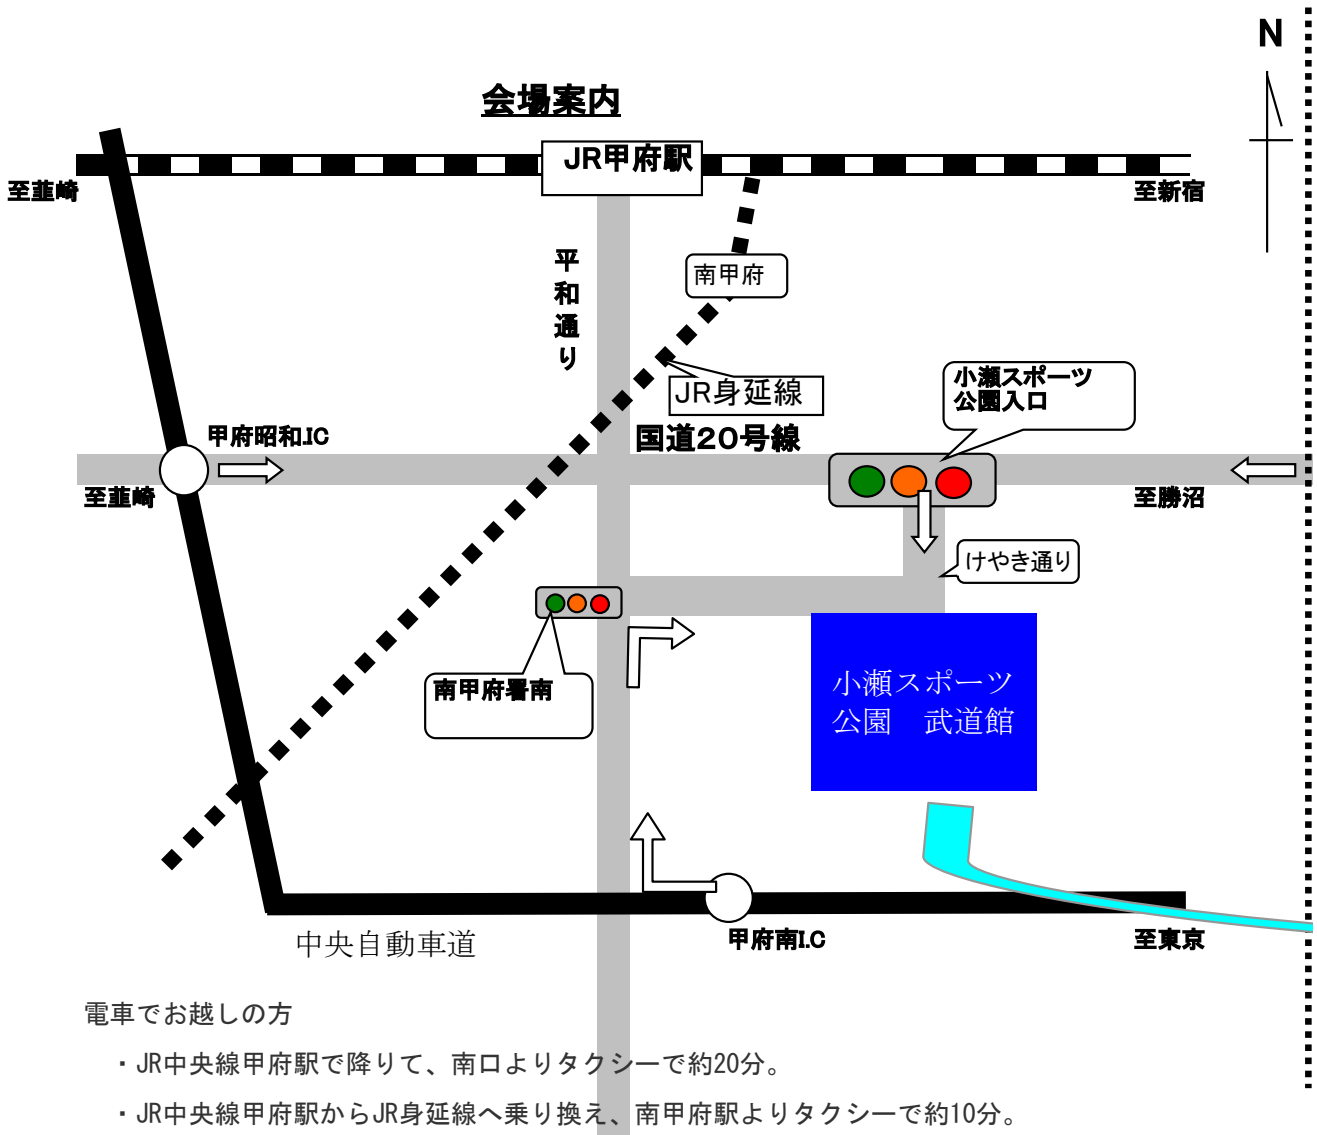 N
会場案内
JR甲府駅
至韮崎
至新宿
平和通り
南甲府
JR身延線
小瀬スポーツ
公園入口
甲府昭和I.C
国道20号線
至韮崎
至勝沼
けやき通り
南甲府署南
小瀬スポーツ
公園　武道館
中央自動車道
甲府南I.C
至東京
電車でお越しの方
・JR中央線甲府駅で降りて、南口よりタクシーで約20分。
・JR中央線甲府駅からJR身延線へ乗り換え、南甲府駅よりタクシーで約10分。